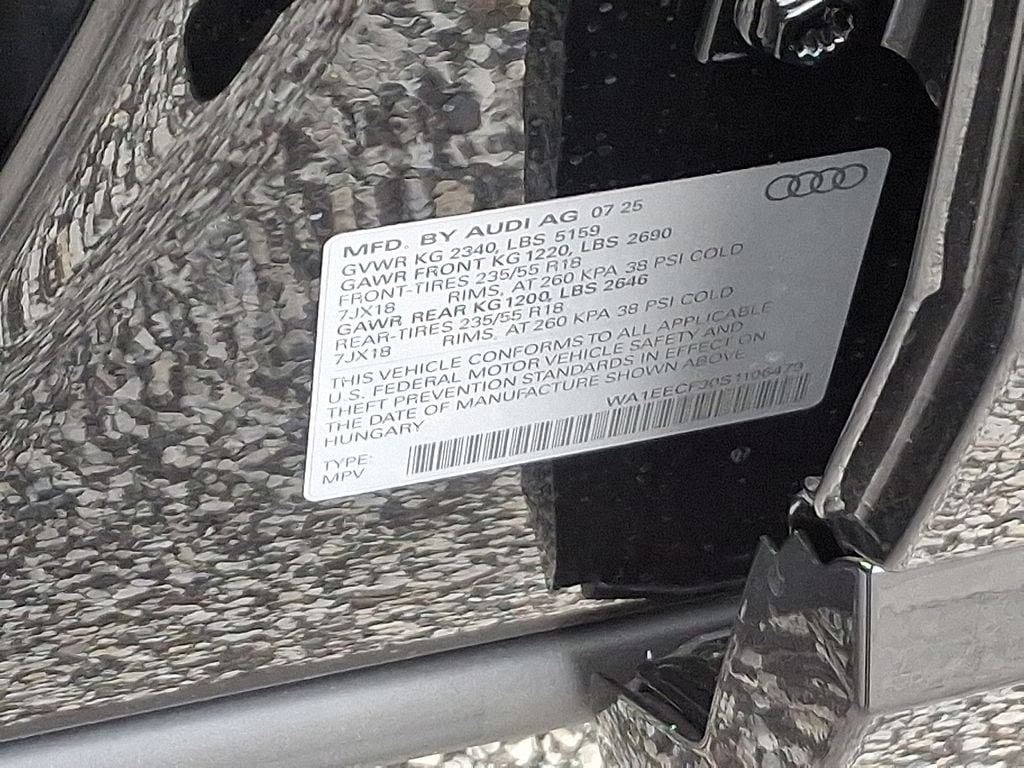 MFD. BY AUDI AG 07 25
GVWR KG 2340, LBS 5159
GAWR FRONT KG 1220, LBS 2690
FRONT-TIRES 235/55 R18
7JX18 RIMS, AT 260 KPA 38 PSI COLD
GAWR REAR KG 1200, LBS 2646
REAR-TIRES 235/55 R18
7JX18 RIMS, AT 260 KPA 38 PSI COLD
THIS VEHICLE CONFORMS TO ALL APPLICABLE
U.S. FEDERAL MOTOR VEHICLE SAFETY AND
THEFT PREVENTION STANDARDS IN EFFECT ON
THE DATE OF MANUFACTURE SHOWN ABOVE
HUNGARY WA1EECF30S1106479
TYPE:
MPV